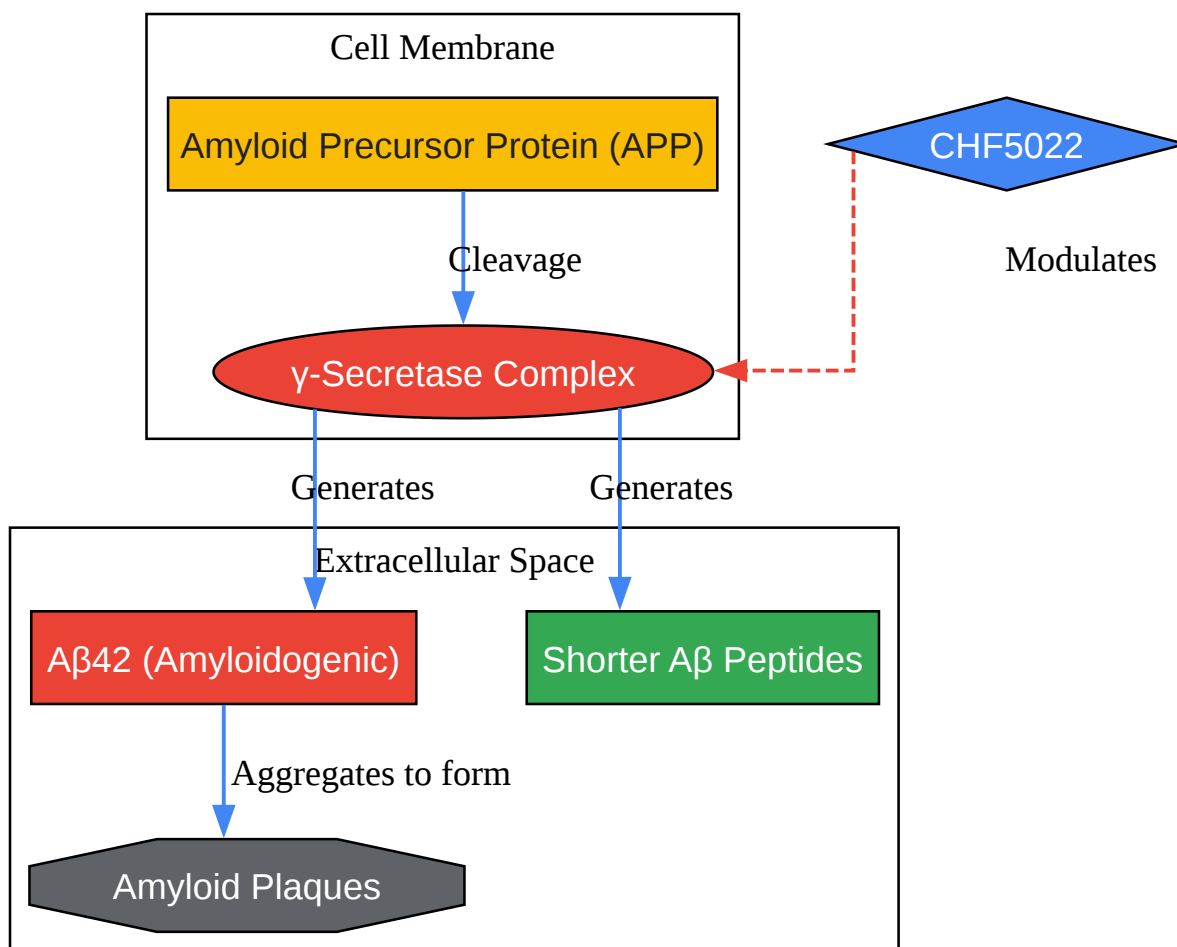 Cell Membrane
Amyloid Precursor Protein (APP)
CHF5022
Cleavage
Modulates
γ-Secretase Complex
Generates
Generates
Extracellular Space
Aβ42 (Amyloidogenic)
Shorter Aβ Peptides
Aggregates to form
Amyloid Plaques